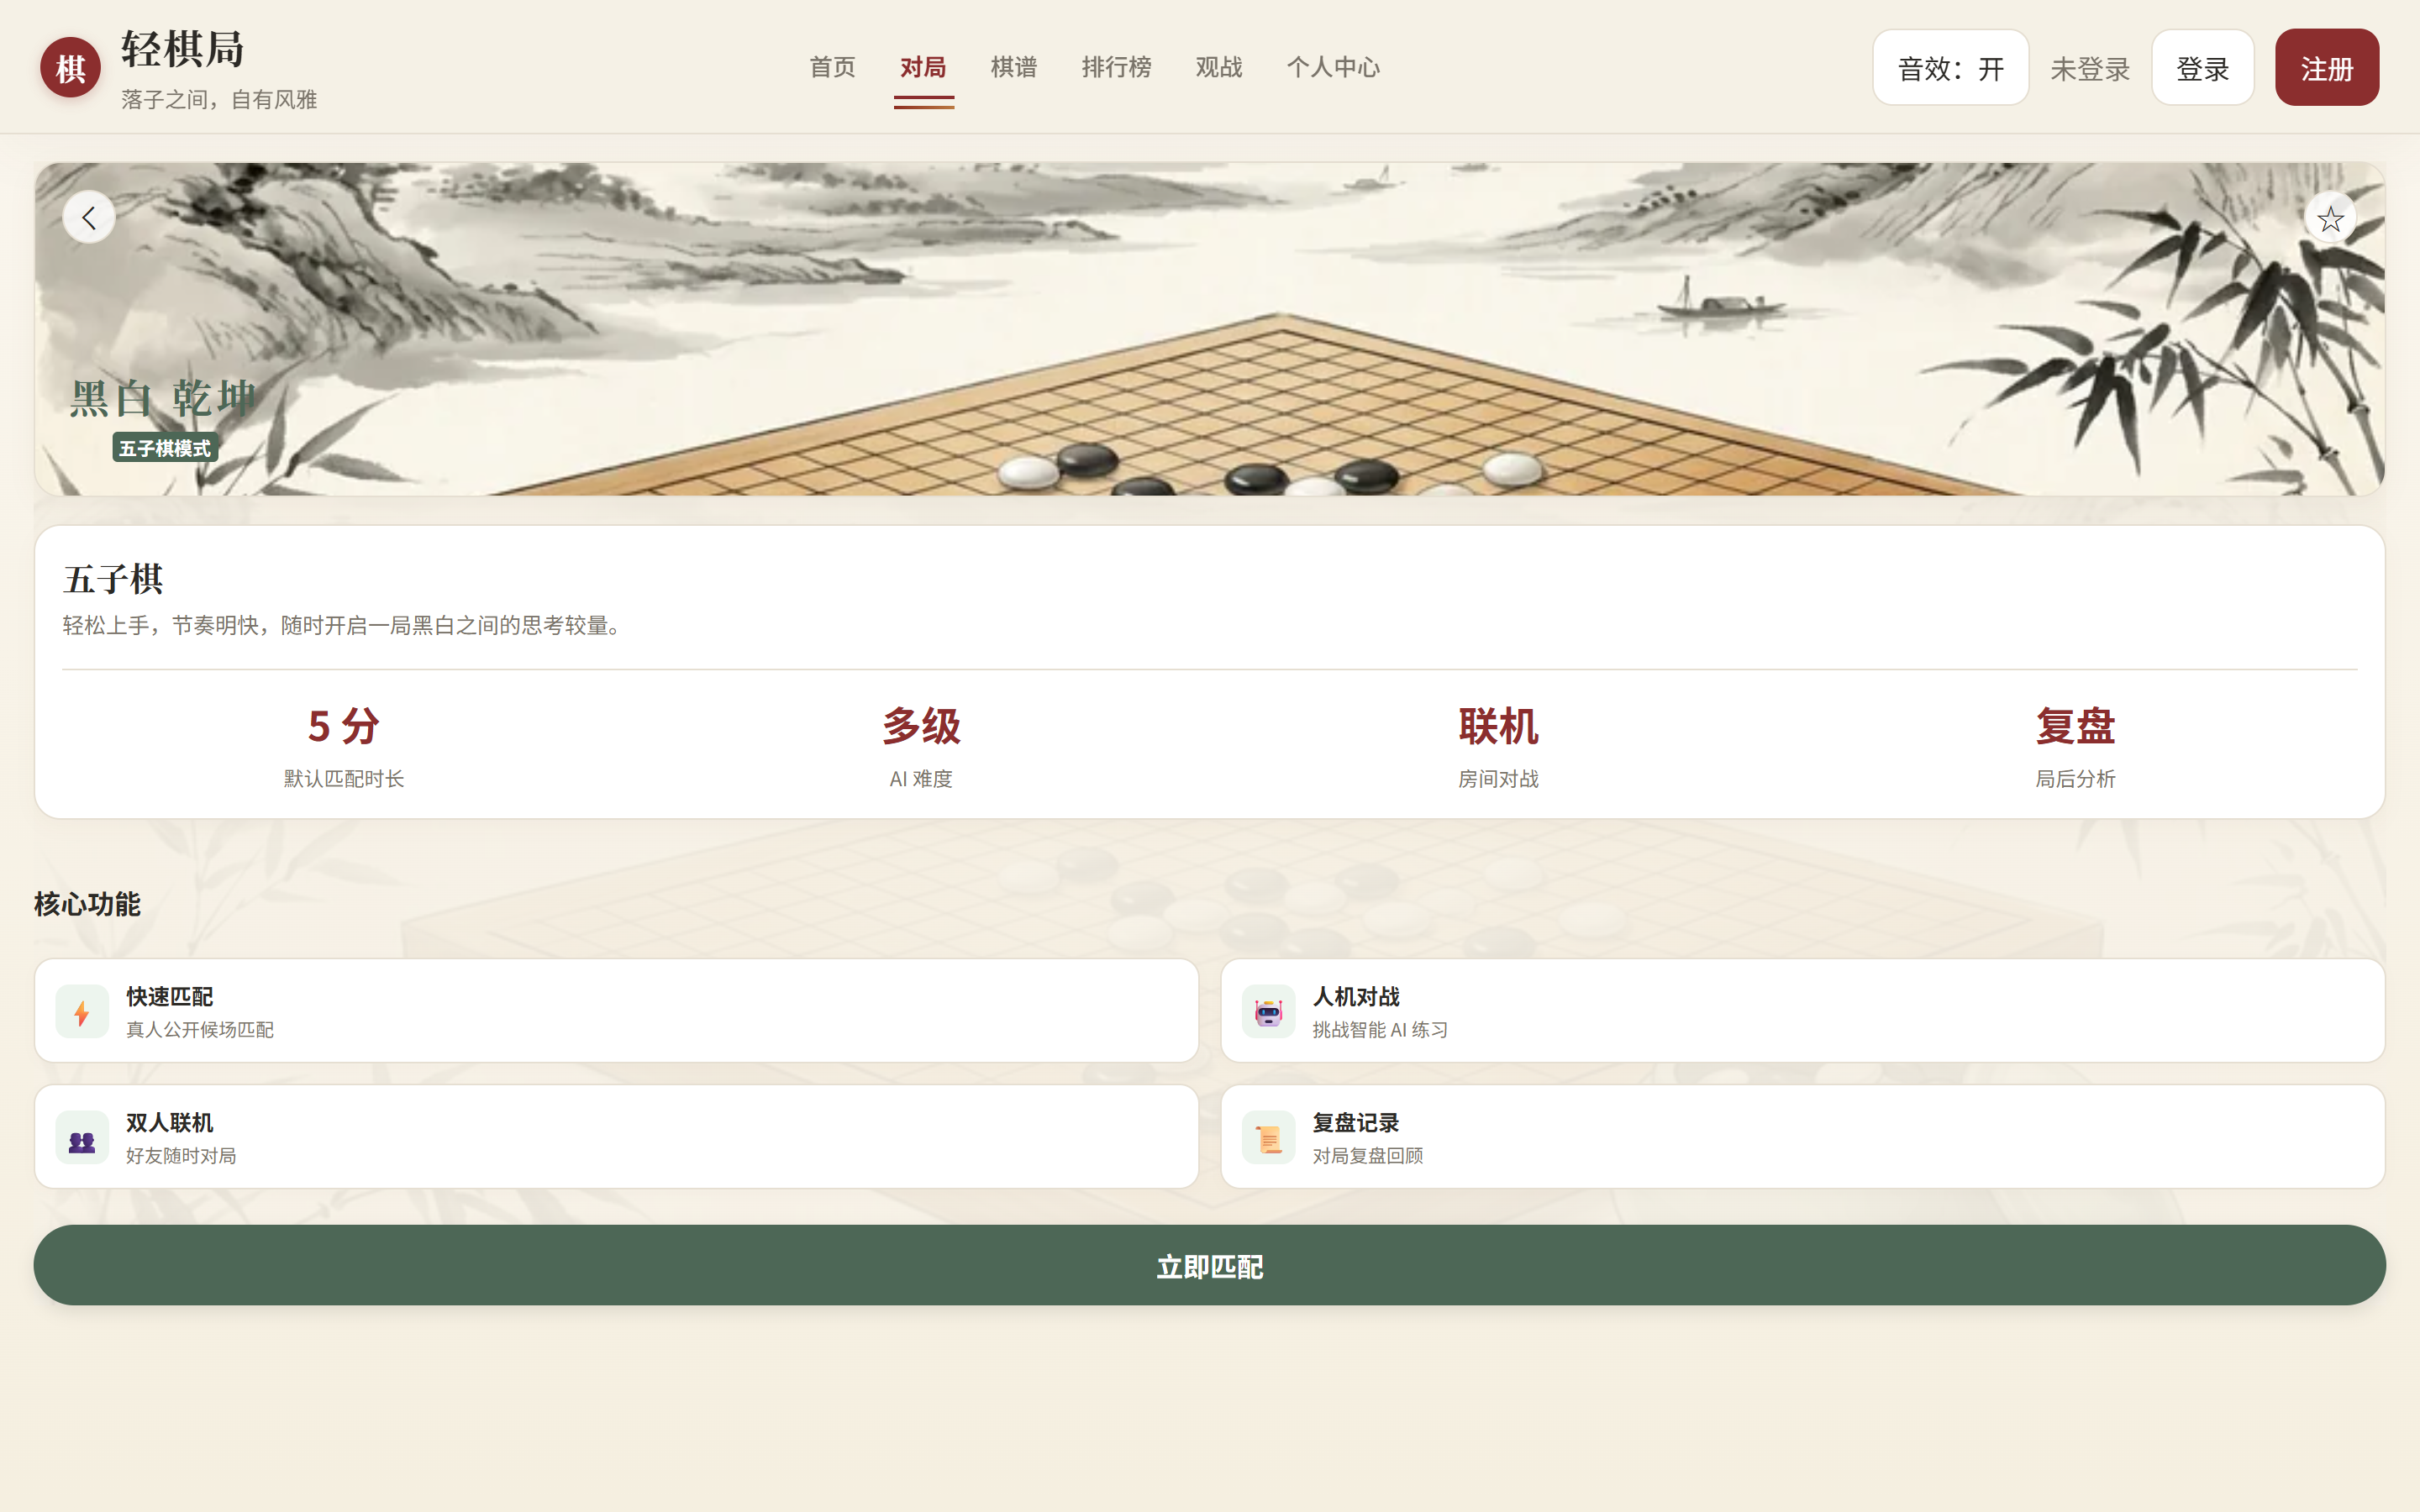 棋
轻棋局
落子之间，自有风雅
首页
对局
棋谱
排行榜
观战
个人中心
音效：开
未登录
登录
注册
黑白 乾坤
五子棋模式
五子棋
轻松上手，节奏明快，随时开启一局黑白之间的思考较量。
5 分
默认匹配时长
多级
AI 难度
联机
房间对战
复盘
局后分析
核心功能
快速匹配
真人公开候场匹配
人机对战
挑战智能 AI 练习
双人联机
好友随时对局
复盘记录
对局复盘回顾
立即匹配